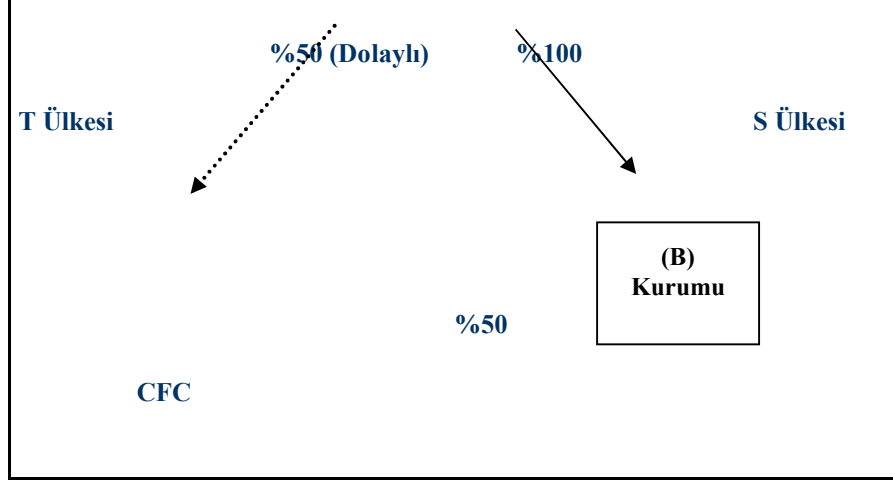 %50 (Dolaylı) %100
T Ülkesi S Ülkesi
(B)
Kurumu
%50
CFC